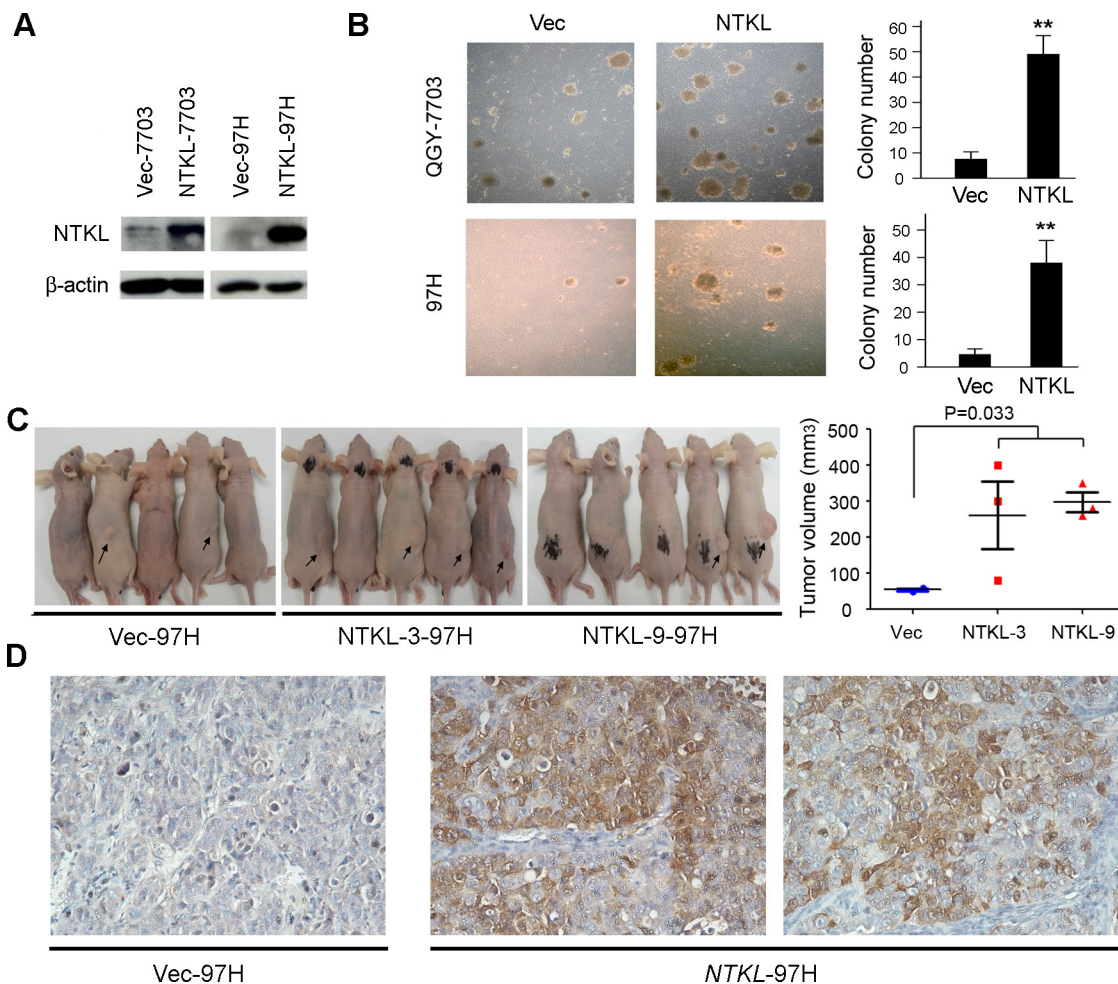 A
Vec-7703
NTKL-7703
Vec-97H
NTKL-97H
NTKL
β-actin
B
Vec
NTKL
QGY-7703
97H
Colony number
60
50
40
30
20
10
0
**
Vec
NTKL
Colony number
50
40
30
20
10
0
**
Vec
NTKL
C
Vec-97H
NTKL-3-97H
NTKL-9-97H
P=0.033
Tumor volume (mm3)
500
400
300
200
100
0
Vec
NTKL-3
NTKL-9
D
Vec-97H
NTKL-97H